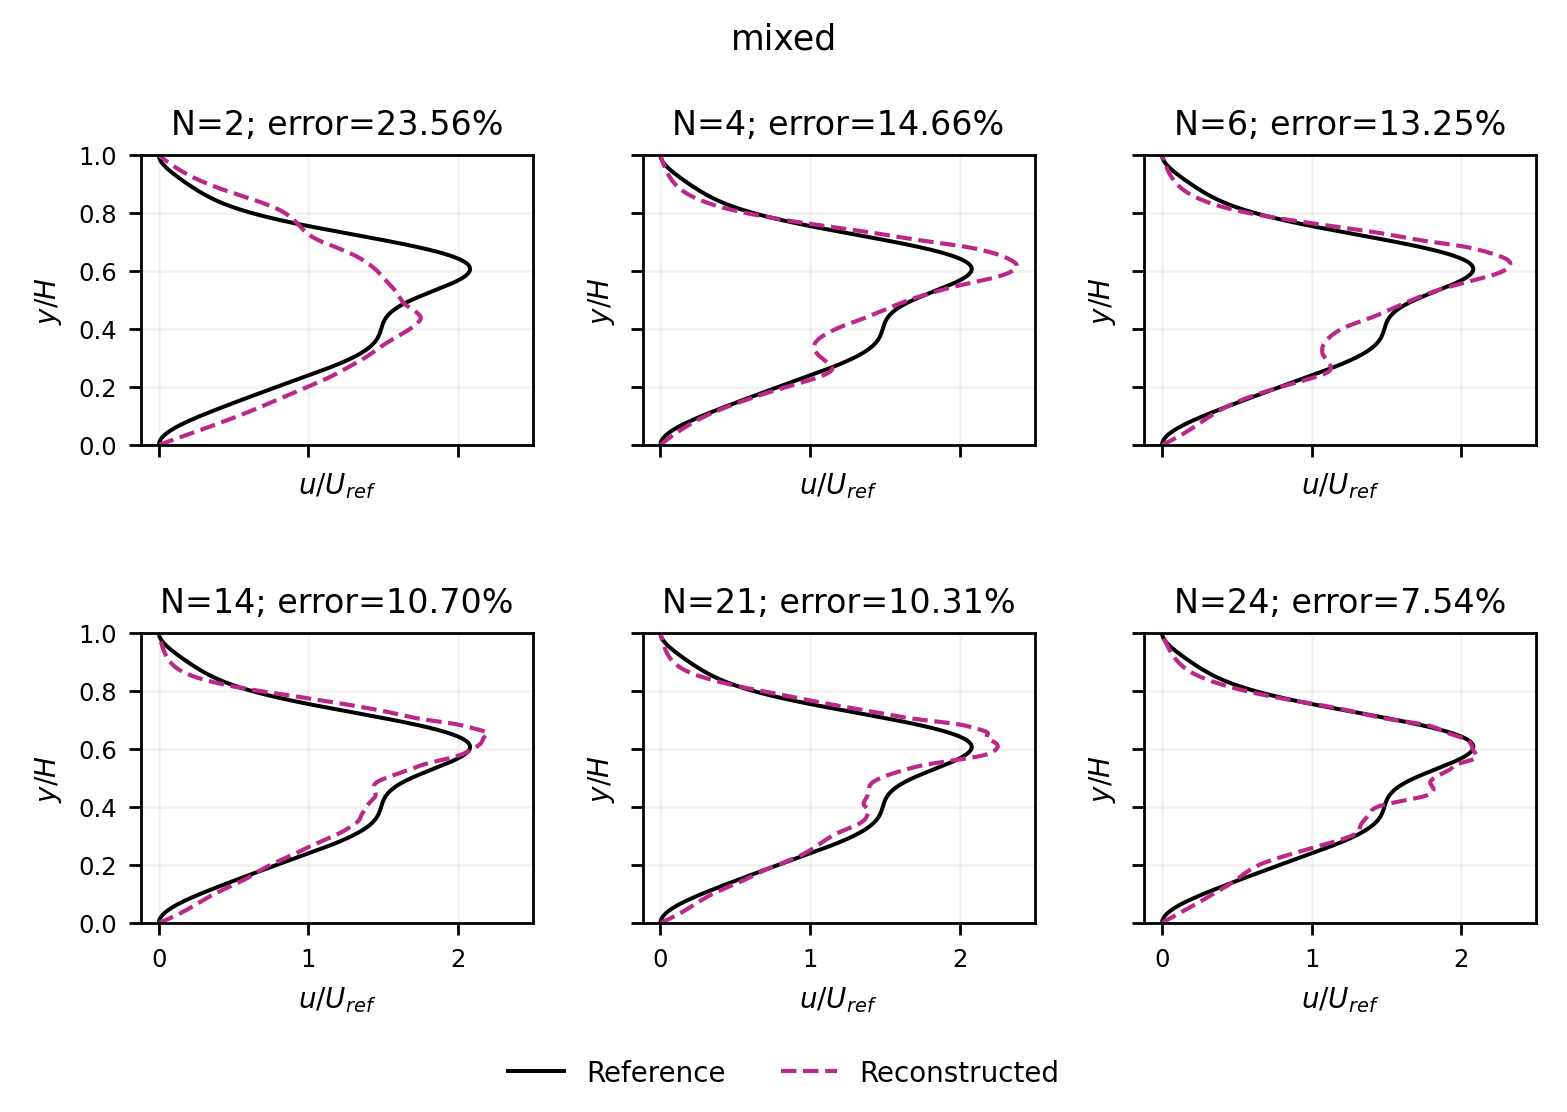 mixed
N=2; error=23.56%
N=4; error=14.66%
N=6; error=13.25%
1.0
0.8
0.6
0.4
0.2
0.0
y/H
y/H
y/H
u/U_ref
u/U_ref
u/U_ref
N=14; error=10.70%
N=21; error=10.31%
N=24; error=7.54%
1.0
0.8
0.6
0.4
0.2
0.0
y/H
y/H
y/H
0 1 2
0 1 2
0 1 2
u/U_ref
u/U_ref
u/U_ref
Reference
Reconstructed